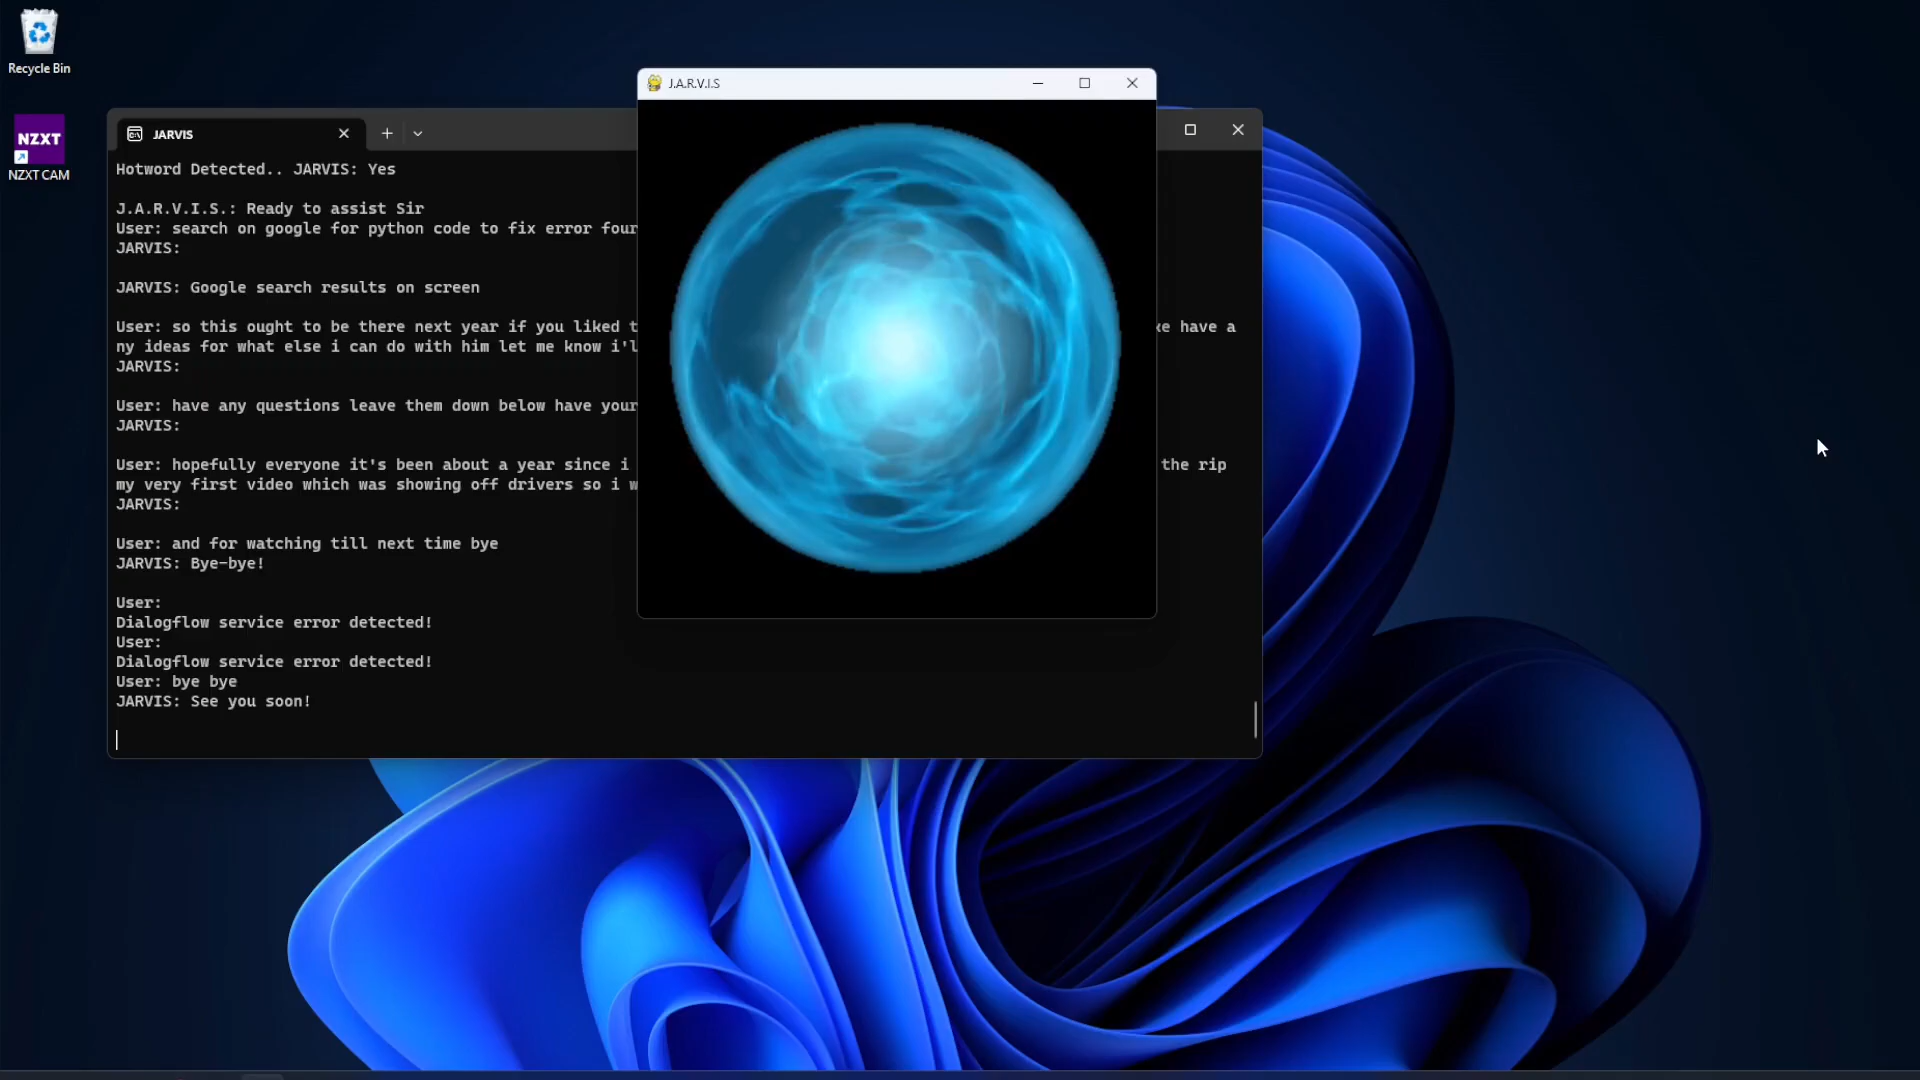 Recycle Bin
NZXT
NZXT CAM
J.A.R.V.I.S
JARVIS
Hotword Detected.. JARVIS: Yes
J.A.R.V.I.S.: Ready to assist Sir
User: search on google for python code to fix error four
JARVIS:
JARVIS: Google search results on screen
User: so this ought to be there next year if you liked t ke have a
ny ideas for what else i can do with him let me know i'l
JARVIS:
User: have any questions leave them down below have your
JARVIS:
User: hopefully everyone it's been about a year since i the rip
my very first video which was showing off drivers so i w
JARVIS:
User: and for watching till next time bye
JARVIS: Bye-bye!
User:
Dialogflow service error detected!
User:
Dialogflow service error detected!
User: bye bye
JARVIS: See you soon!